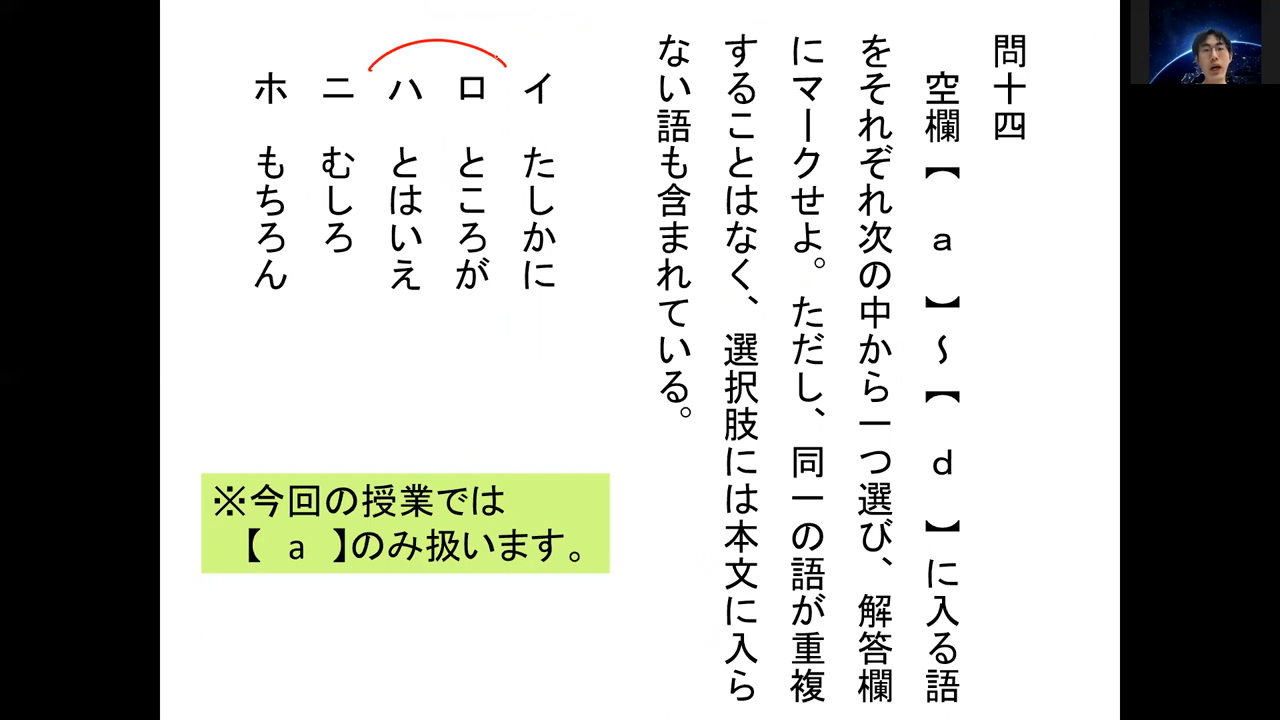 問十四
空欄【 a 】~【 d 】に入る語
をそれぞれ次の中から一つ選び、解答欄
にマークせよ。ただし、同一の語が重複
することはなく、選択肢には本文に入ら
ない語も含まれている。
イ たしかに
ロ ところが
ハ とはいえ
ニ むしろ
ホ もちろん
※今回の授業では
【 a 】のみ扱います。